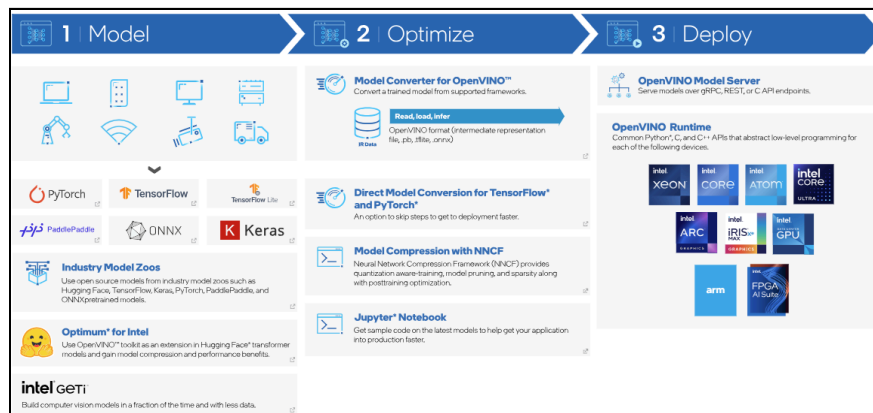 1 | Model
2 | Optimize
3 | Deploy
PyTorch
TensorFlow
TensorFlow Lite
PaddlePaddle
ONNX
Keras
Industry Model Zoos
Use open source models from industry model zoos such as
Hugging Face, TensorFlow, Keras, PyTorch, PaddlePaddle, and
ONNXpretrained models.
Optimum* for Intel
Use OpenVINO™ toolkit as an extension in Hugging Face* transformer
models and gain model compression and performance benefits.
intel GETi
Build computer vision models in a fraction of the time and with less data.
Model Converter for OpenVINO™
Convert a trained model from supported frameworks.
Read, load, infer
IR Data
OpenVINO format (intermediate representation
file, .pb, .tflite, .onnx)
Direct Model Conversion for TensorFlow*
and PyTorch*
An option to skip steps to get to deployment faster.
Model Compression with NNCF
Neural Network Compression Framework (NNCF) provides
quantization aware-training, model pruning, and sparsity along
with posttraining optimization.
Jupyter* Notebook
Get sample code on the latest models to help get your application
into production faster.
OpenVINO Model Server
Serve models over gRPC, REST, or C API endpoints.
OpenVINO Runtime
Common Python*, C, and C++ APIs that abstract low-level programming for
each of the following devices.
intel XEON
intel CORE
intel ATOM
intel CORE ULTRA
intel ARC GRAPHICS
intel IRIS Xe MAX GRAPHICS
intel GPU
arm
intel FPGA AI Suite